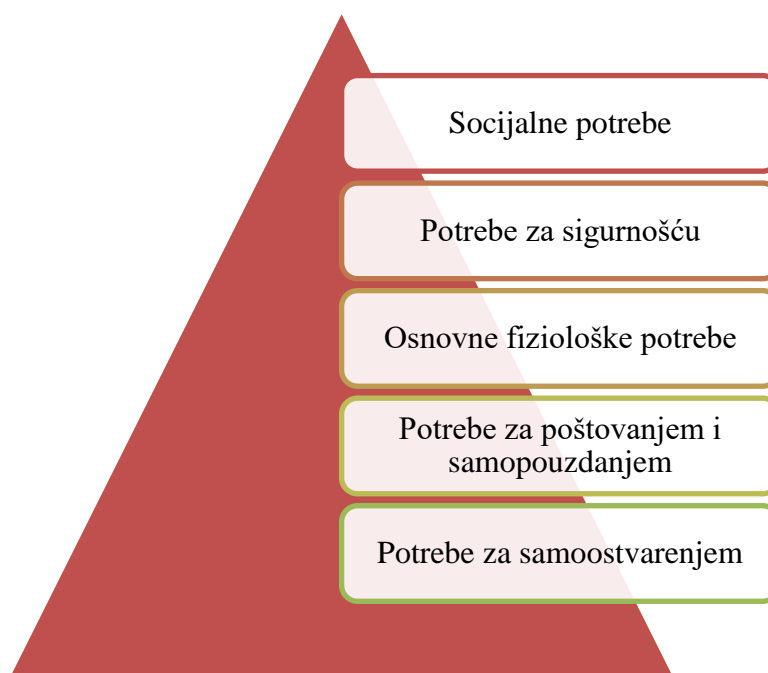 Socijalne potrebe
Potrebe za sigurnošću
Osnovne fiziološke potrebe
Potrebe za poštovanjem i
samopouzdanjem
Potrebe za samoostvarenjem